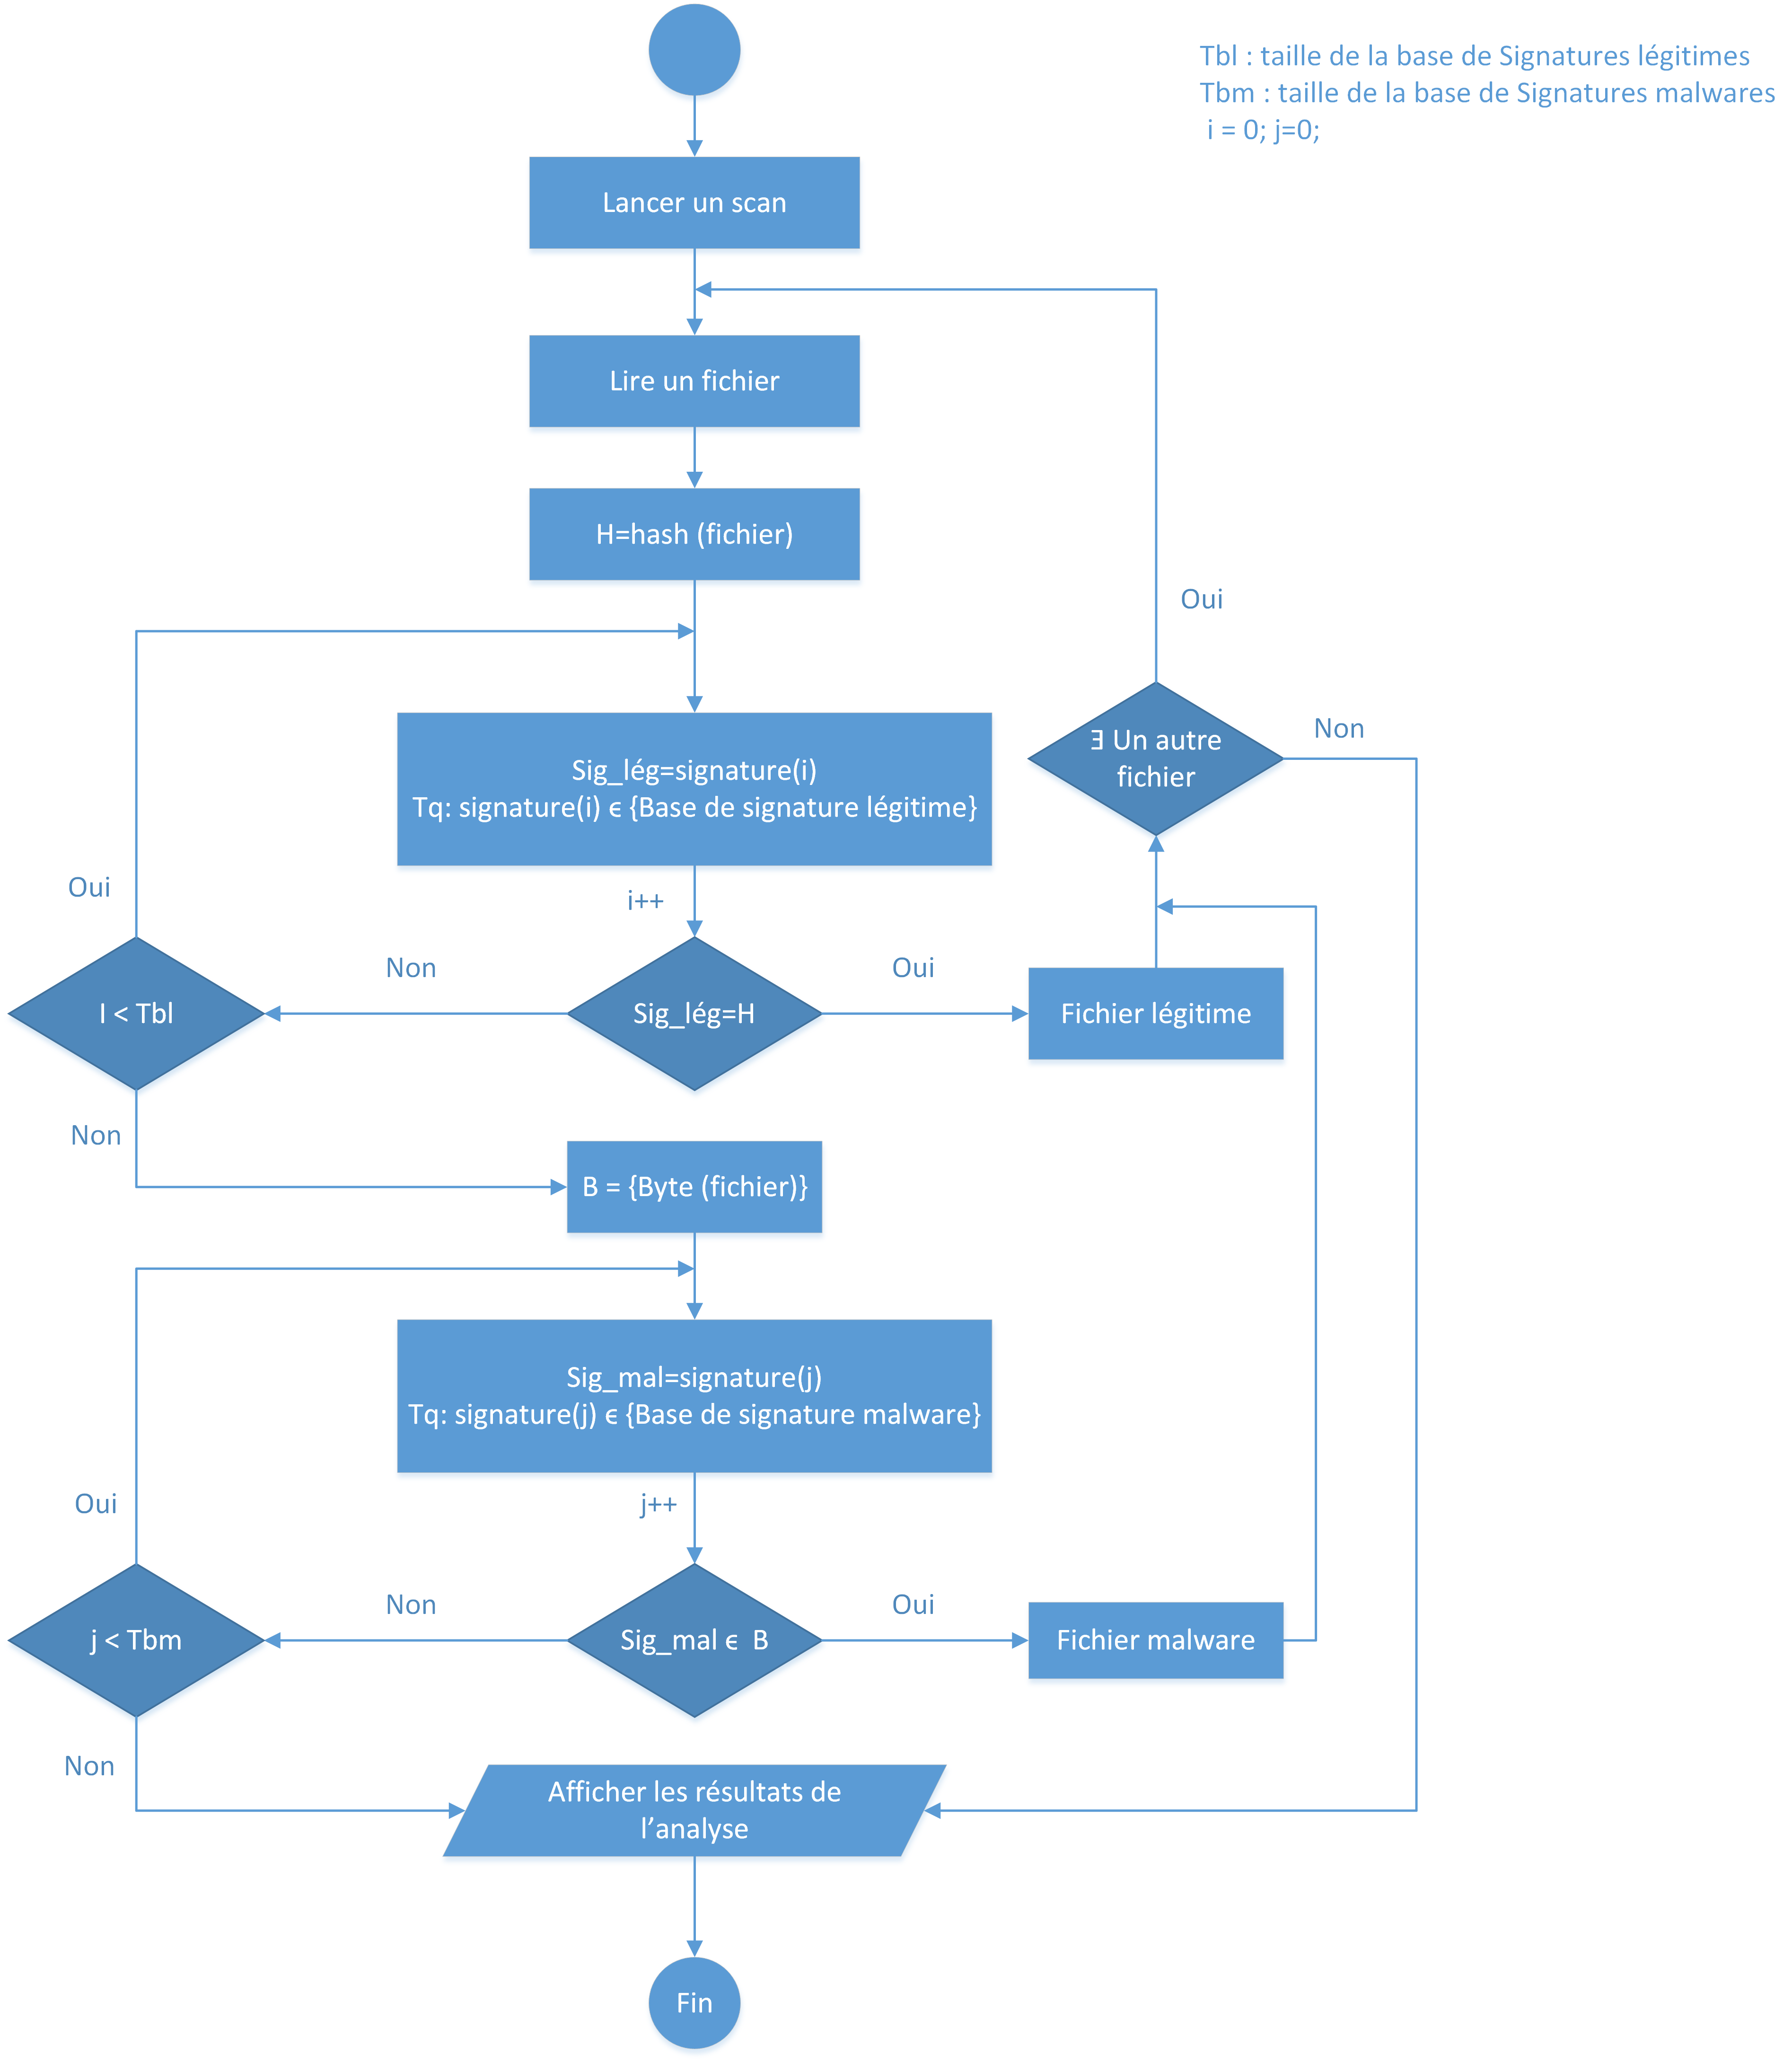 Tbl : taille de la base de Signatures légitimes
Tbm : taille de la base de Signatures malwares
i = 0; j=0;
Lancer un scan
Lire un fichier
H=hash (fichier)
Oui
∃ Un autre
fichier
Non
Sig_lég=signature(i)
Tq: signature(i) ϵ {Base de signature légitime}
Oui
i++
I < Tbl
Non
Sig_lég=H
Oui
Fichier légitime
Non
B = {Byte (fichier)}
Sig_mal=signature(j)
Tq: signature(j) ϵ {Base de signature malware}
Oui
j++
j < Tbm
Non
Sig_mal ϵ B
Oui
Fichier malware
Non
Afficher les résultats de
l’analyse
Fin